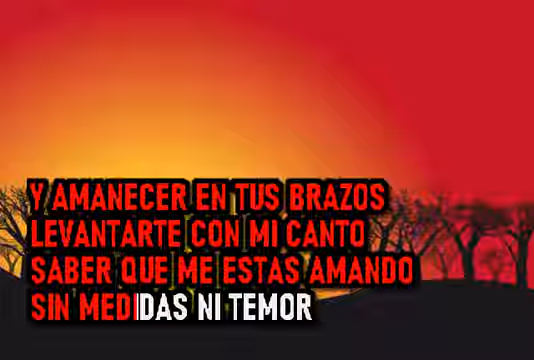 Y AMANECER EN TUS BRAZOS
LEVANTARTE CON MI CANTO
SABER QUE ME ESTAS AMANDO
SIN MEDIDAS NI TEMOR